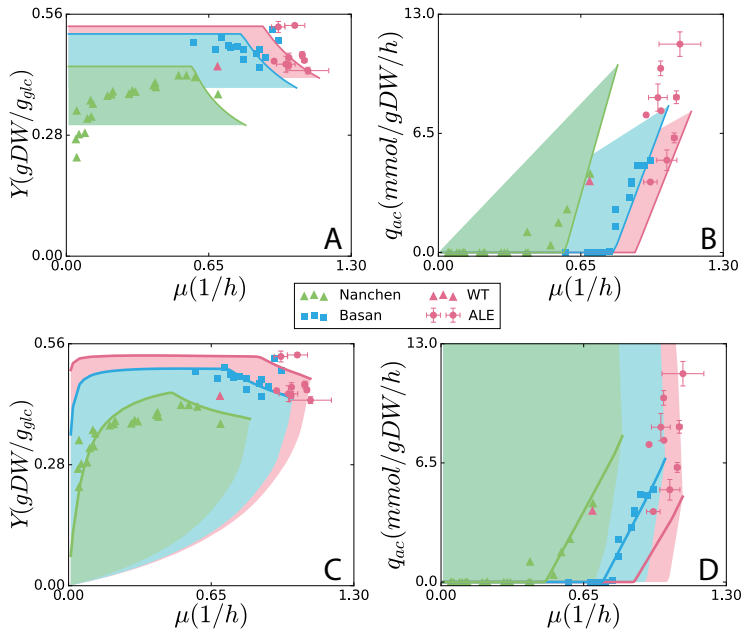 0.56
0.28
0.00
Y(gDW/g_glc)
A
0.00
0.65
1.30
μ(1/h)
13.0
6.5
0.0
q_ac(mmol/gDW/h)
B
0.00
0.65
1.30
μ(1/h)
Nanchen
WT
Basan
ALE
0.56
0.28
0.00
Y(gDW/g_glc)
C
0.00
0.65
1.30
μ(1/h)
13.0
6.5
0.0
q_ac(mmol/gDW/h)
D
0.00
0.65
1.30
μ(1/h)